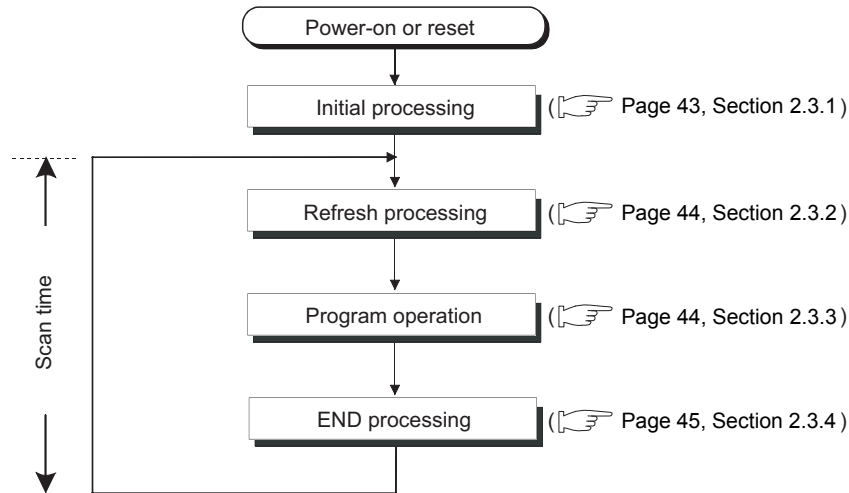 Power-on or reset
Initial processing
( Page 43, Section 2.3.1)
Refresh processing
( Page 44, Section 2.3.2)
Program operation
( Page 44, Section 2.3.3)
END processing
( Page 45, Section 2.3.4)
Scan time